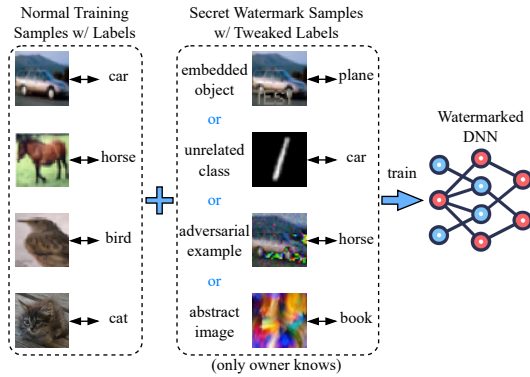 Normal Training
Samples w/ Labels
car
horse
bird
cat
Secret Watermark Samples
w/ Tweaked Labels
embedded
object
TEST
plane
or
unrelated
class
car
or
adversarial
example
horse
or
abstract
image
book
(only owner knows)
train
Watermarked
DNN